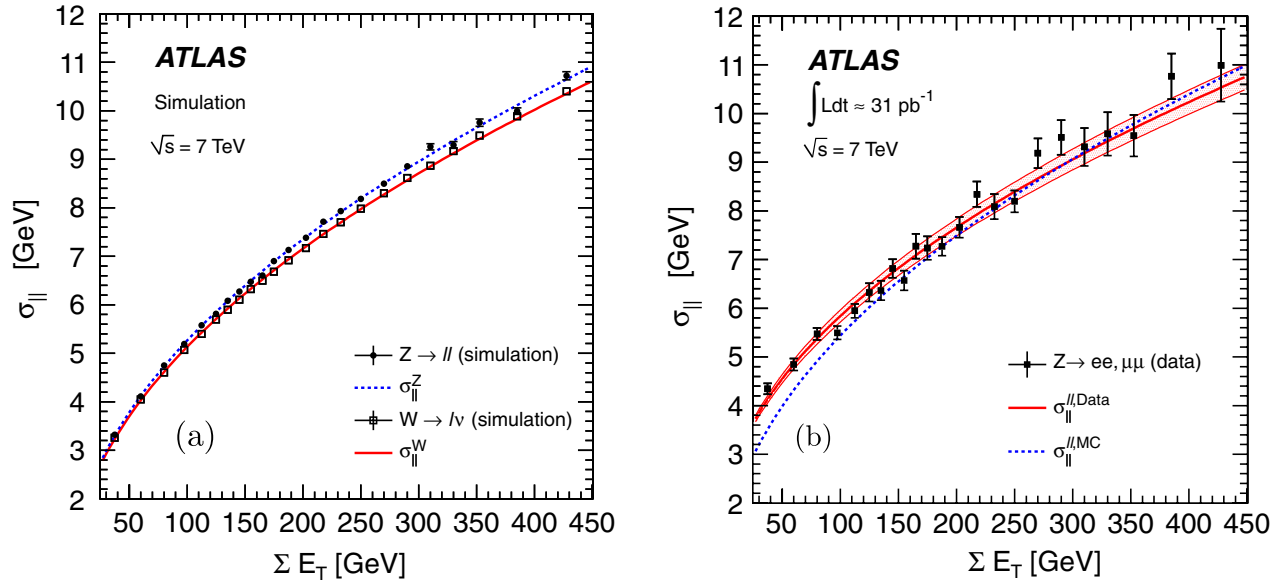 12
11
10
9
8
7
6
5
4
3
2
σ∥ [GeV]
ATLAS
Simulation
√s = 7 TeV
Z → ll (simulation)
σ∥^Z
W → lν (simulation)
σ∥^W
(a)
50 100 150 200 250 300 350 400 450
Σ E_T [GeV]
12
11
10
9
8
7
6
5
4
3
2
σ∥ [GeV]
ATLAS
∫ Ldt ≈ 31 pb⁻¹
√s = 7 TeV
Z→ ee, μμ (data)
σ∥^ll,Data
σ∥^ll,MC
(b)
50 100 150 200 250 300 350 400 450
Σ E_T [GeV]